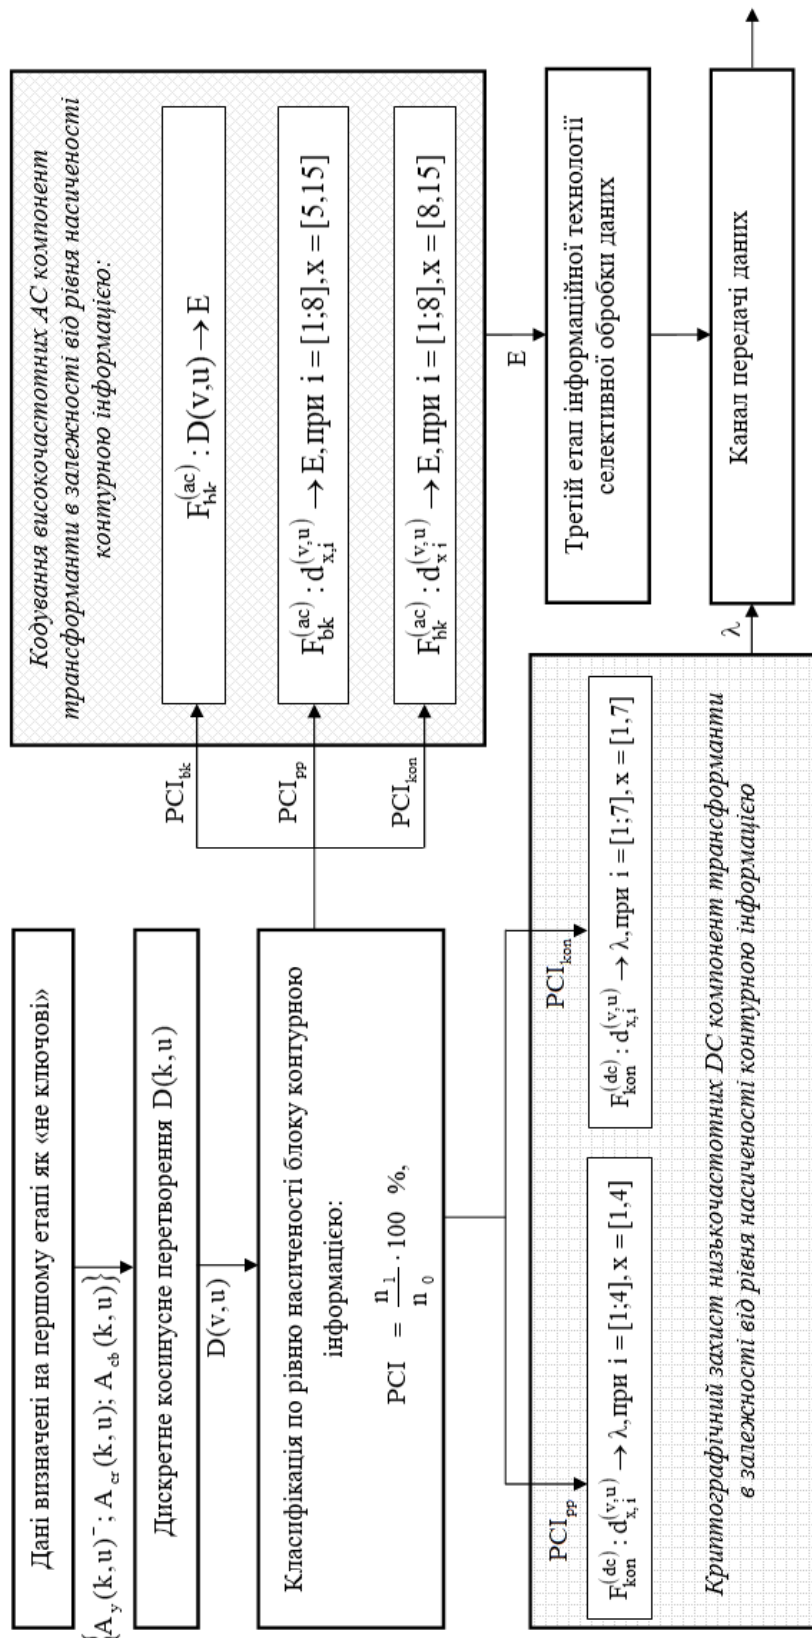 Дані визначені на першому етапі як «не ключові»
{A_y(k,u)⁻; A_cr(k,u); A_cb(k,u)}
Дискретне косинусне перетворення D(k,u)
D(v,u)
Класифікація по рівню насиченості блоку контурною
інформацією:
PCI = n_1 / n_0 · 100 %,
PCI_bk
PCI_pp
PCI_kon
Кодування високочастотних AC компонент
трансформанти в залежності від рівня насиченості
контурною інформацією:
F_hk^(ac) : D(v,u) → E
F_bk^(ac) : d_x,i^(v,u) → E, при i = [1;8], x = [5,15]
F_hk^(ac) : d_x i^(v,u) → E, при i = [1;8], x = [8,15]
E
Третій етап інформаційної технології
селективної обробки даних
Канал передачі даних
λ
PCI_pp
F_kon^(dc) : d_x,i^(v,u) → λ, при i = [1;4], x = [1,4]
PCI_kon
F_kon^(dc) : d_x,i^(v,u) → λ, при i = [1;7], x = [1,7]
Криптографічний захист низькочастотних DC компонент трансформанти
в залежності від рівня насиченості контурною інформацією